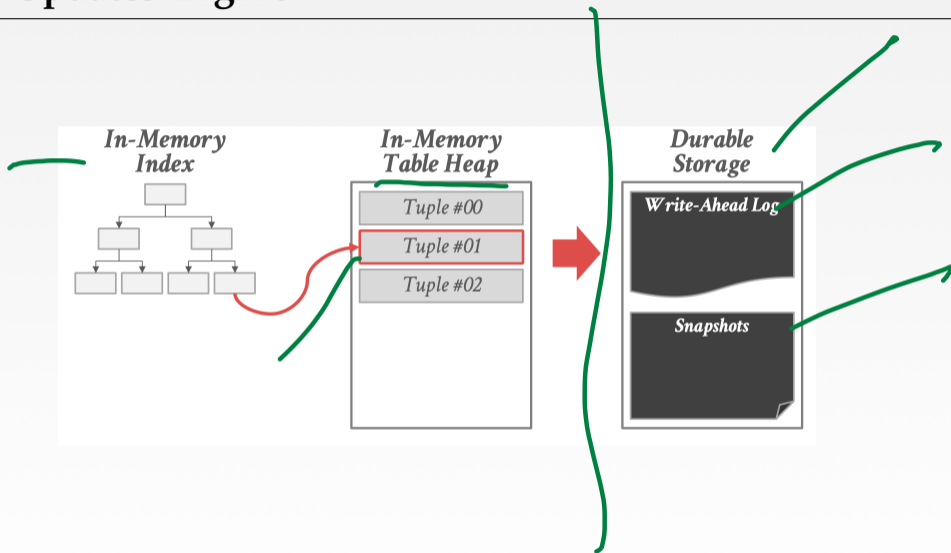 In-Memory
Index
In-Memory
Table Heap
Tuple #00
Tuple #01
Tuple #02
Durable
Storage
Write-Ahead Log
Snapshots